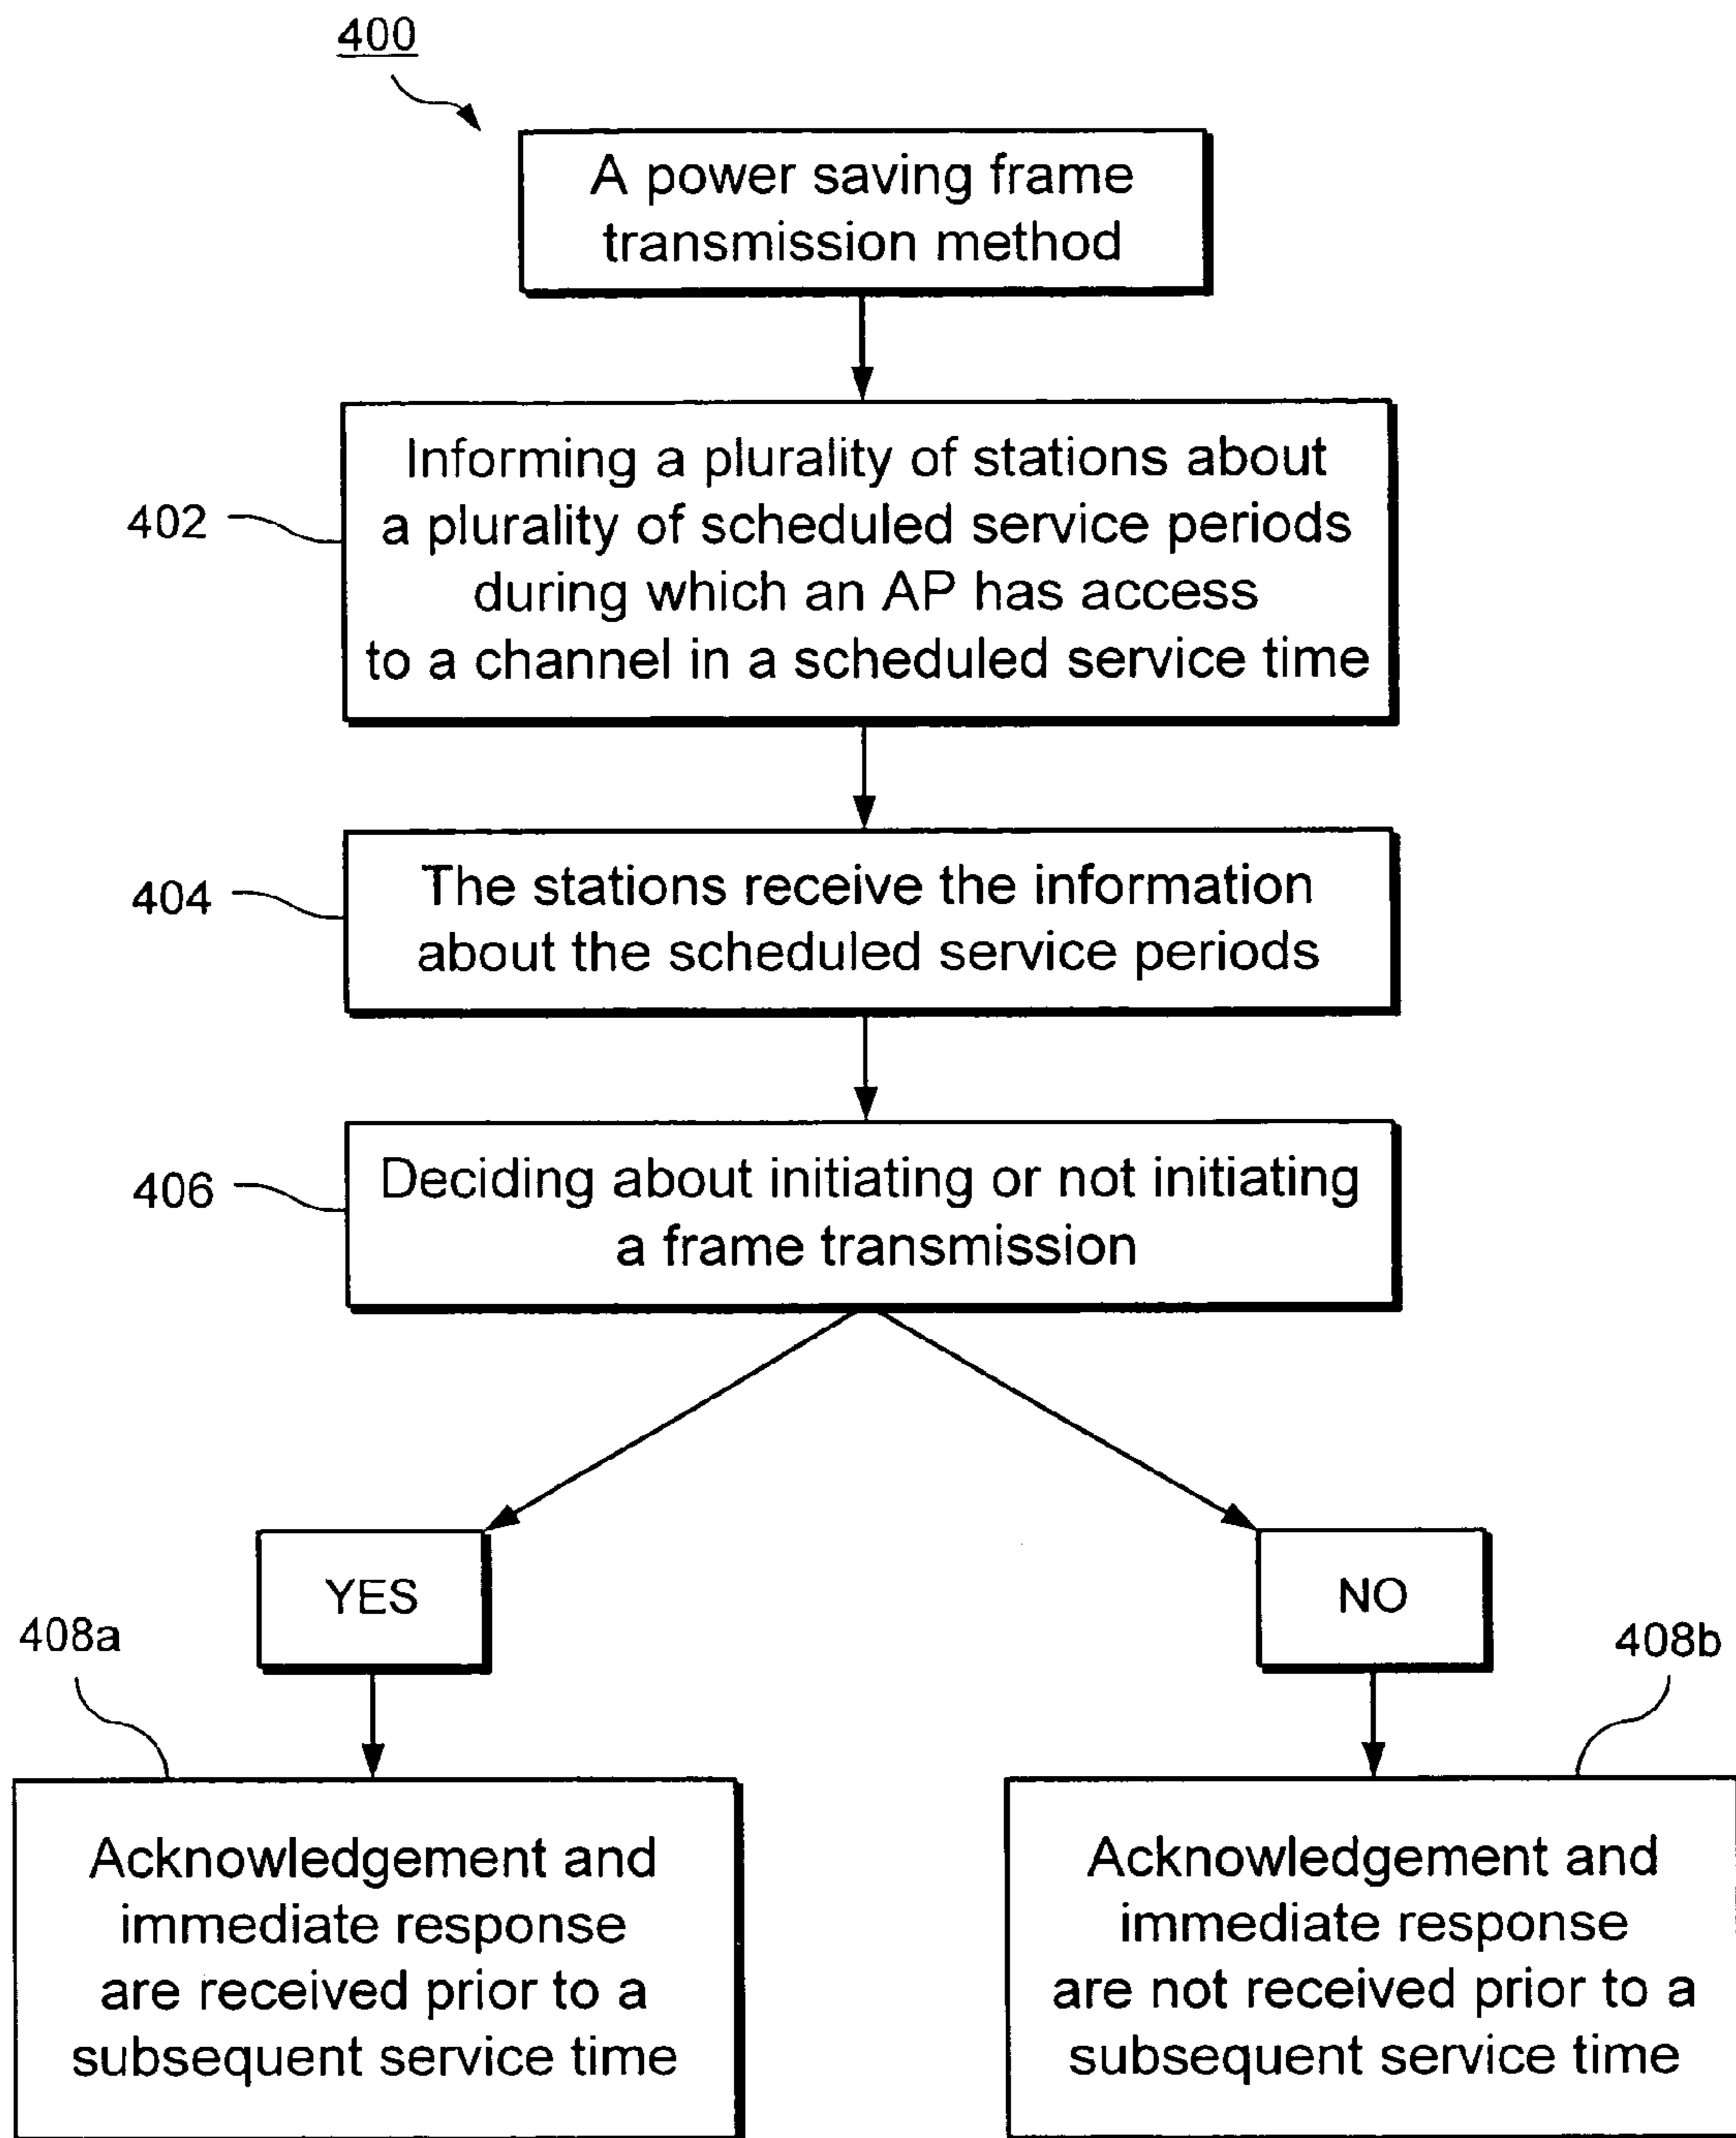 400
A power saving frame
transmission method
402
Informing a plurality of stations about
a plurality of scheduled service periods
during which an AP has access
to a channel in a scheduled service time
404
The stations receive the information
about the scheduled service periods
406
Deciding about initiating or not initiating
a frame transmission
YES
NO
408a
408b
Acknowledgement and
immediate response
are received prior to a
subsequent service time
Acknowledgement and
immediate response
are not received prior to a
subsequent service time